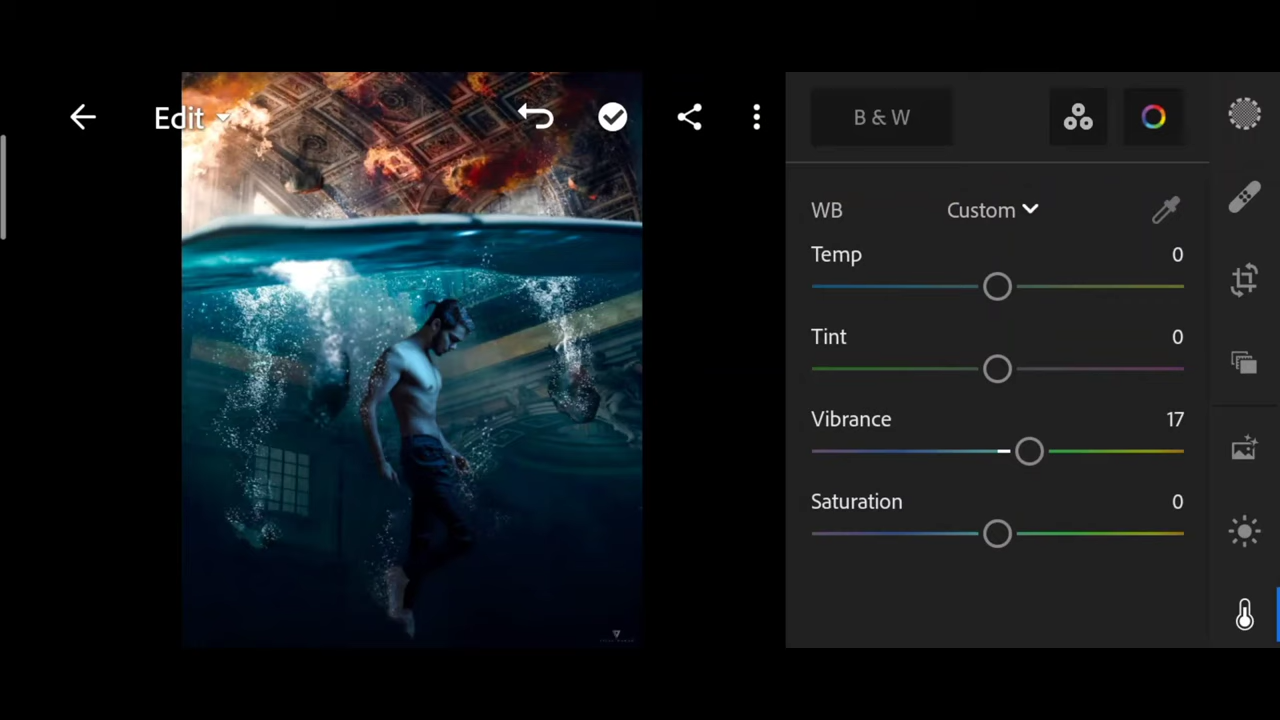 Edit
B & W
WB
Custom
Temp
0
Tint
0
Vibrance
17
Saturation
0